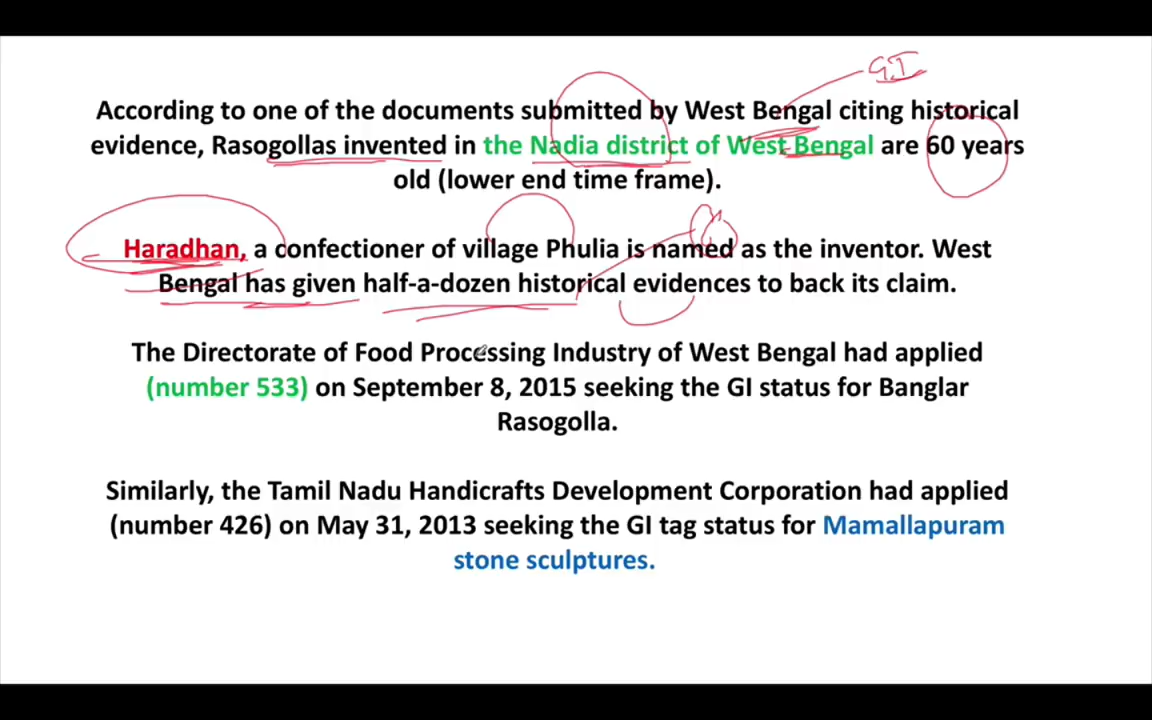 GI
According to one of the documents submitted by West Bengal citing historical
evidence, Rasogollas invented in the Nadia district of West Bengal are 60 years
old (lower end time frame).
Haradhan, a confectioner of village Phulia is named as the inventor. West
Bengal has given half-a-dozen historical evidences to back its claim.
The Directorate of Food Processing Industry of West Bengal had applied
(number 533) on September 8, 2015 seeking the GI status for Banglar
Rasogolla.
Similarly, the Tamil Nadu Handicrafts Development Corporation had applied
(number 426) on May 31, 2013 seeking the GI tag status for Mamallapuram
stone sculptures.